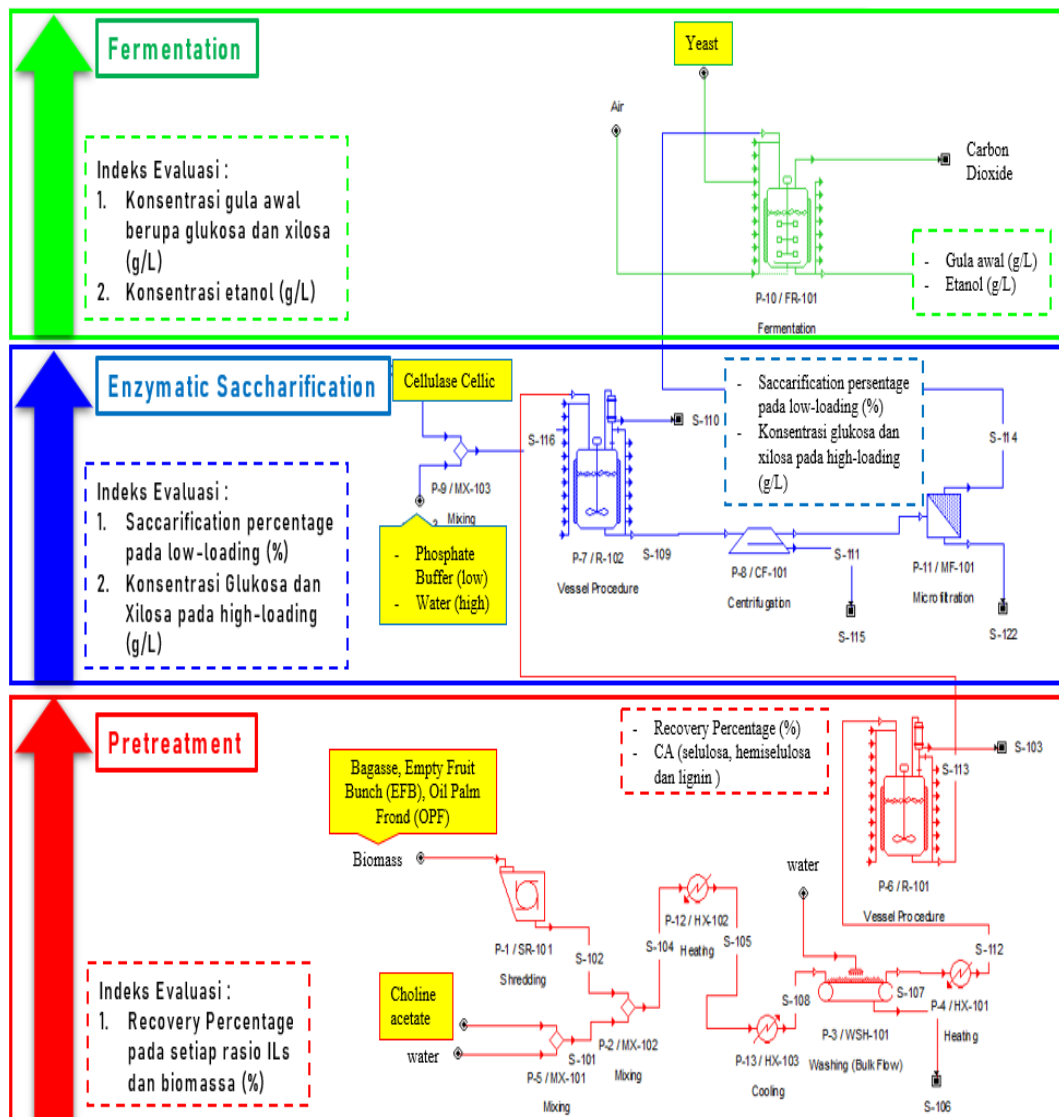 Fermentation
Yeast
Air
Carbon
Dioxide
Indeks Evaluasi :
1. Konsentrasi gula awal
berupa glukosa dan xilosa
(g/L)
2. Konsentrasi etanol (g/L)
- Gula awal (g/L)
- Etanol (g/L)
P-10 / FR-101
Fermentation
Enzymatic Saccharification
Cellulase Cellic
S-116
S-110
- Saccarification persentage
pada low-loading (%)
- Konsentrasi glukosa dan
xilosa pada high-loading
(g/L)
S-114
P-9 / MX-103
Mixing
Indeks Evaluasi :
1. Saccarification percentage
pada low-loading (%)
2. Konsentrasi Glukosa dan
Xilosa pada high-loading
(g/L)
- Phosphate
Buffer (low)
- Water (high)
P-7 / R-102
Vessel Procedure
S-109
P-8 / CF-101
Centrifugation
S-111
S-115
P-11 / MF-101
Microfiltration
S-122
Pretreatment
- Recovery Percentage (%)
- CA (selulosa, hemiselulosa
dan lignin )
S-103
S-113
Bagasse, Empty Fruit
Bunch (EFB), Oil Palm
Frond (OPF)
Biomass
water
P-6 / R-101
Vessel Procedure
P-12 / HX-102
Heating
P-1 / SR-101
Shredding
S-102
S-104
S-105
S-112
S-107
S-108
P-4 / HX-101
Heating
Indeks Evaluasi :
1. Recovery Percentage
pada setiap rasio ILs
dan biomassa (%)
Choline
acetate
water
S-101
P-5 / MX-101
Mixing
P-2 / MX-102
Mixing
P-13 / HX-103
Cooling
P-3 / WSH-101
Washing (Bulk Flow)
S-106